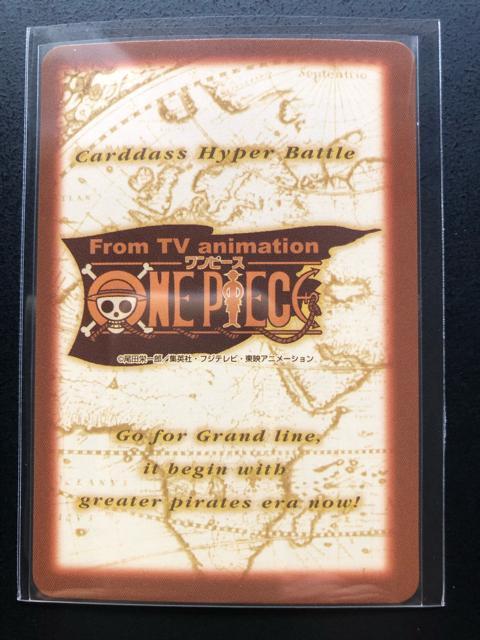 Septentrio
Carddass Hyper Battle
From TV animation
ワンピース
ONE PIECE
©尾田栄一郎／集英社・フジテレビ・東映アニメーション
Go for Grand line,
it begin with
greater pirates era now!